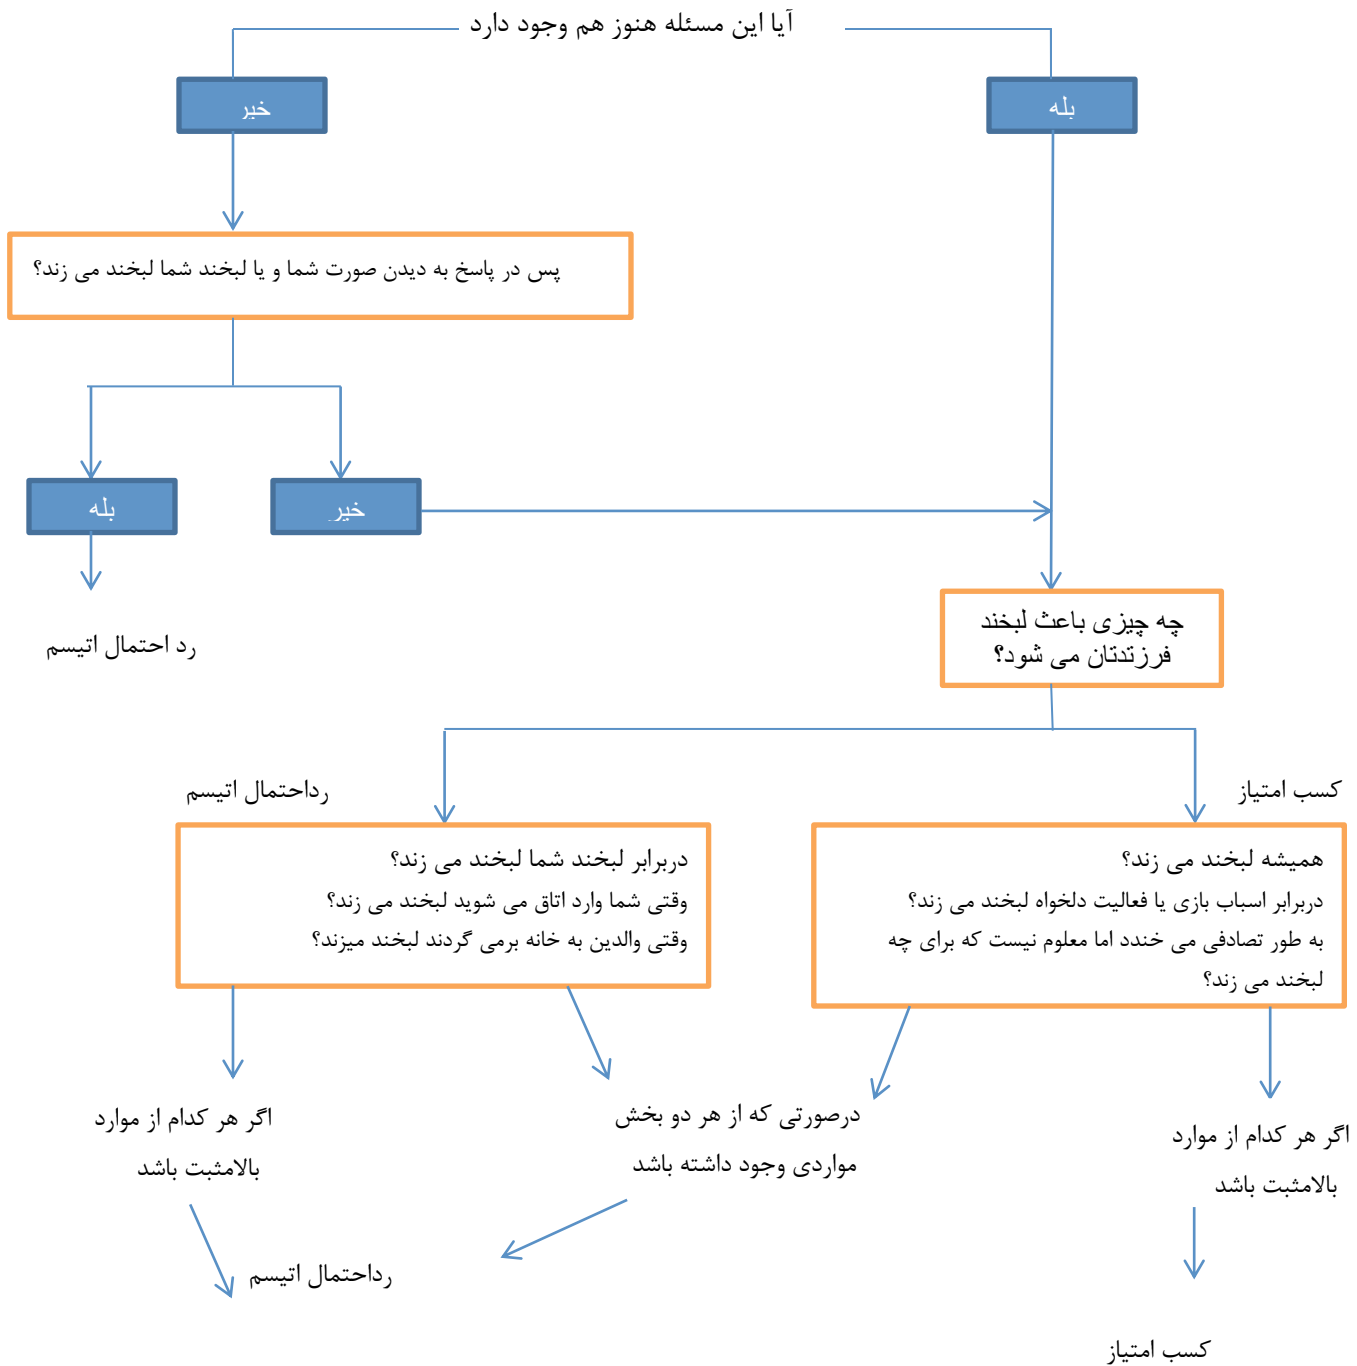 آیا این مسئله هنوز هم وجود دارد
بله
خیر
پس در پاسخ به دیدن صورت شما و یا لبخند شما لبخند می زند؟
خیر
بله
رد احتمال اتیسم
چه چیزی باعث لبخند
فرزتدتان می شود؟
کسب امتیاز
رداحتمال اتیسم
همیشه لبخند می زند؟
دربرابر اسباب بازی یا فعالیت دلخواه لبخند می زند؟
به طور تصادفی می خندد اما معلوم نیست که برای چه
لبخند می زند؟
دربرابر لبخند شما لبخند می زند؟
وقتی شما وارد اتاق می شوید لبخند می زند؟
وقتی والدین به خانه برمی گردند لبخند میزند؟
اگر هر کدام از موارد
بالامثبت باشد
درصورتی که از هر دو بخش
مواردی وجود داشته باشد
اگر هر کدام از موارد
بالامثبت باشد
رداحتمال اتیسم
کسب امتیاز